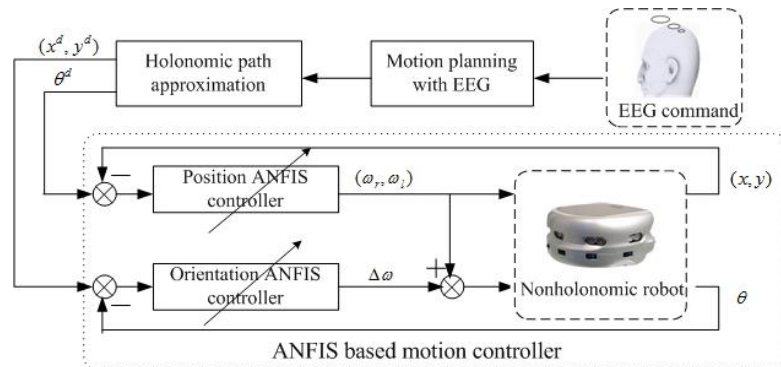 (x^d, y^d)
θ^d
Holonomic path
approximation
Motion planning
with EEG
EEG command
Position ANFIS
controller
(ω_r, ω_l)
(x, y)
Orientation ANFIS
controller
Δω
+
−
−
Nonholonomic robot
θ
ANFIS based motion controller